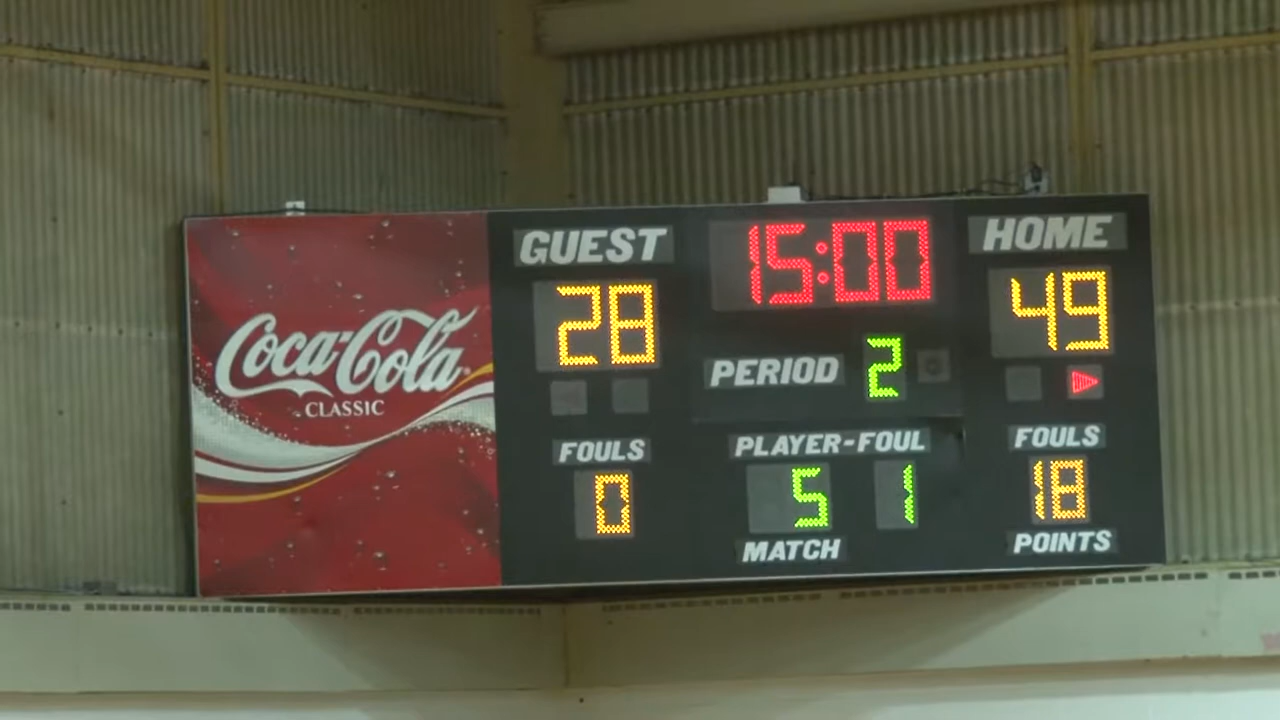 Coca-Cola
CLASSIC
GUEST
28
15:00
HOME
49
PERIOD 2
FOULS
0
PLAYER-FOUL
5 1
MATCH
FOULS
18
POINTS